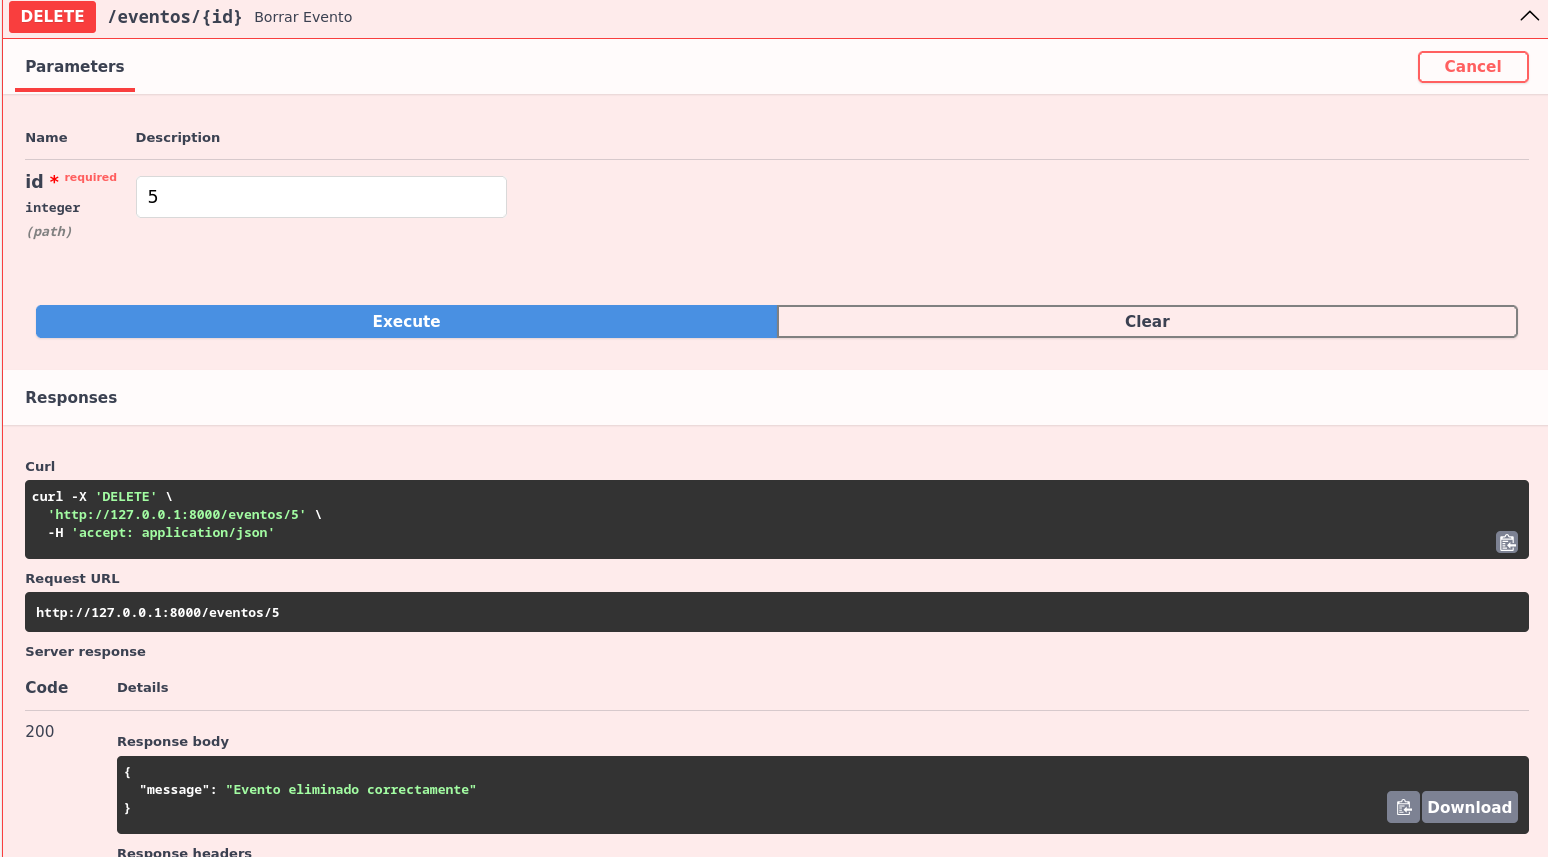 DELETE /eventos/{id} Borrar Evento
Parameters
Cancel
Name Description
id * required
integer
(path)
5
Execute
Clear
Responses
Curl
curl -X 'DELETE' \
  'http://127.0.0.1:8000/eventos/5' \
  -H 'accept: application/json'
Request URL
http://127.0.0.1:8000/eventos/5
Server response
Code Details
200
Response body
{
  "message": "Evento eliminado correctamente"
}
Download
Response headers